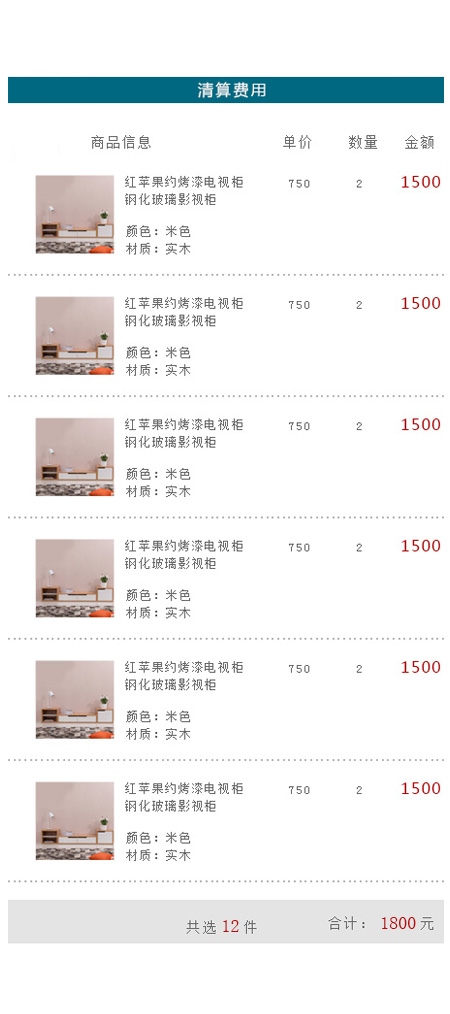 清算费用
商品信息 单价 数量 金额
红苹果约烤漆电视柜 750 2 1500
钢化玻璃影视柜
颜色：米色
材质：实木
红苹果约烤漆电视柜 750 2 1500
钢化玻璃影视柜
颜色：米色
材质：实木
红苹果约烤漆电视柜 750 2 1500
钢化玻璃影视柜
颜色：米色
材质：实木
红苹果约烤漆电视柜 750 2 1500
钢化玻璃影视柜
颜色：米色
材质：实木
红苹果约烤漆电视柜 750 2 1500
钢化玻璃影视柜
颜色：米色
材质：实木
红苹果约烤漆电视柜 750 2 1500
钢化玻璃影视柜
颜色：米色
材质：实木
共选 12 件 合计： 1800 元